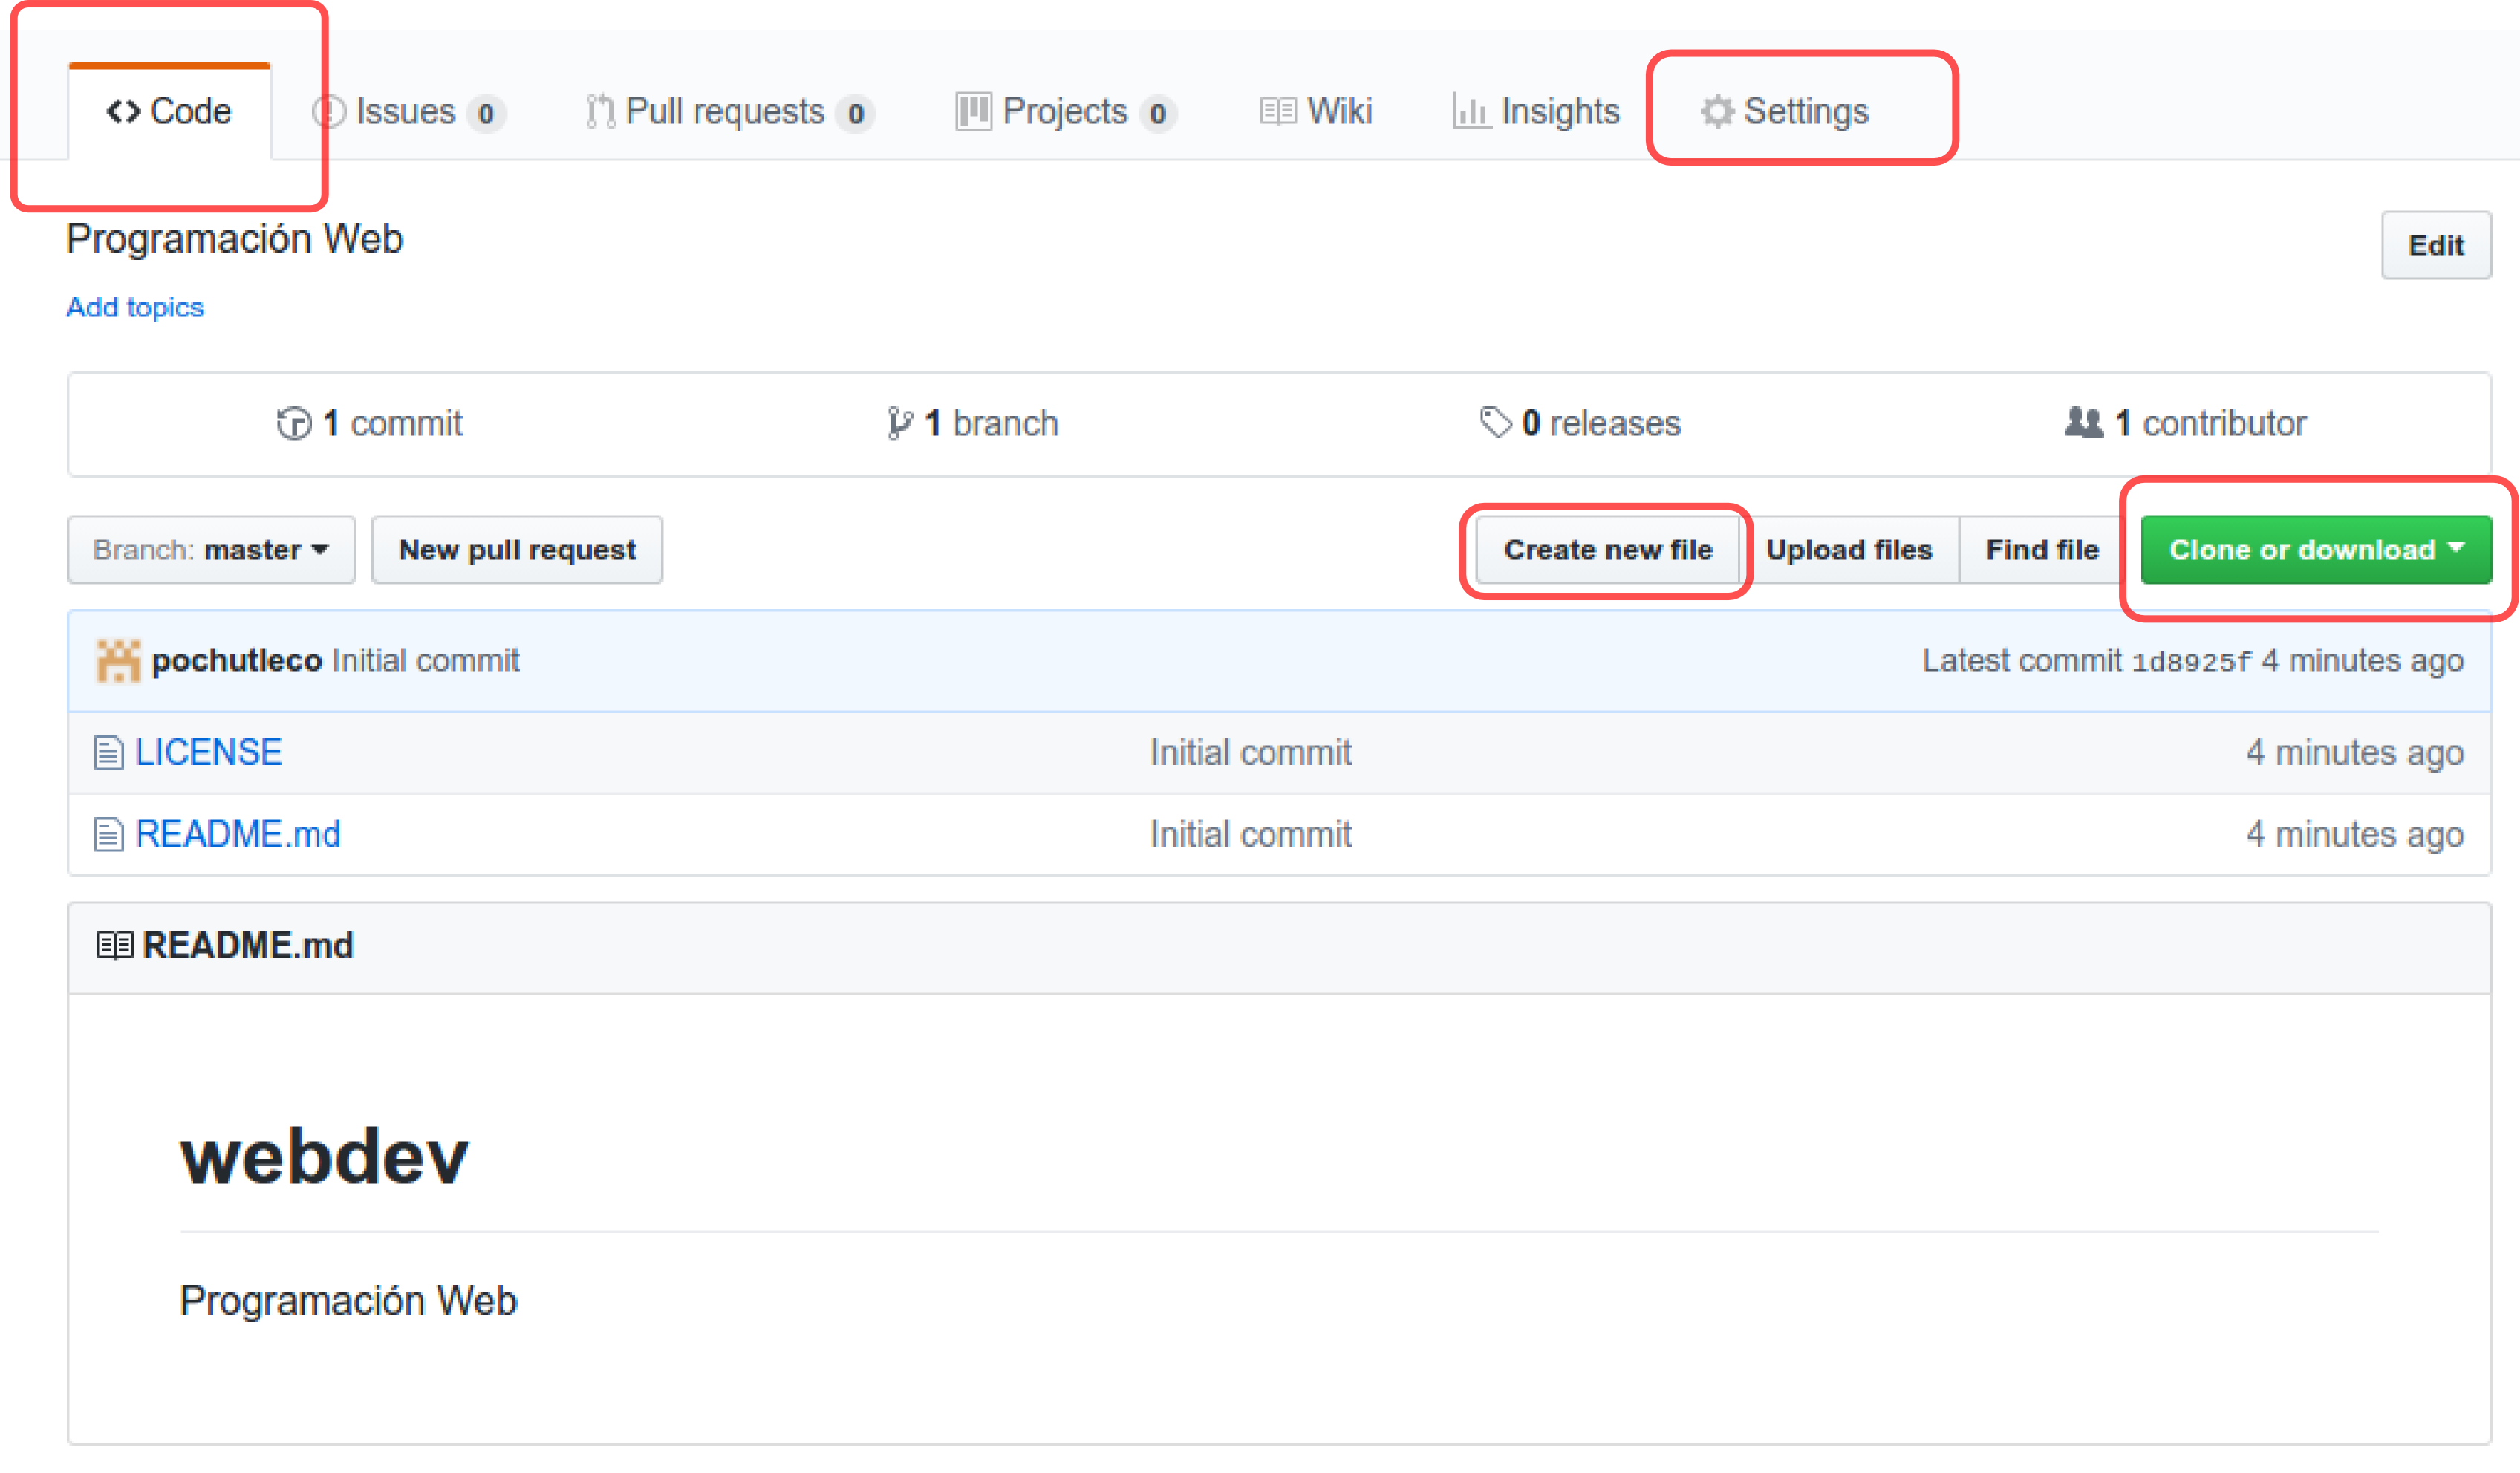 Code Issues 0 Pull requests 0 Projects 0 Wiki Insights Settings
Programación Web Edit
Add topics
1 commit 1 branch 0 releases 1 contributor
Branch: master New pull request Create new file Upload files Find file Clone or download
pochutleco Initial commit Latest commit 1d8925f 4 minutes ago
LICENSE Initial commit 4 minutes ago
README.md Initial commit 4 minutes ago
README.md
webdev
Programación Web